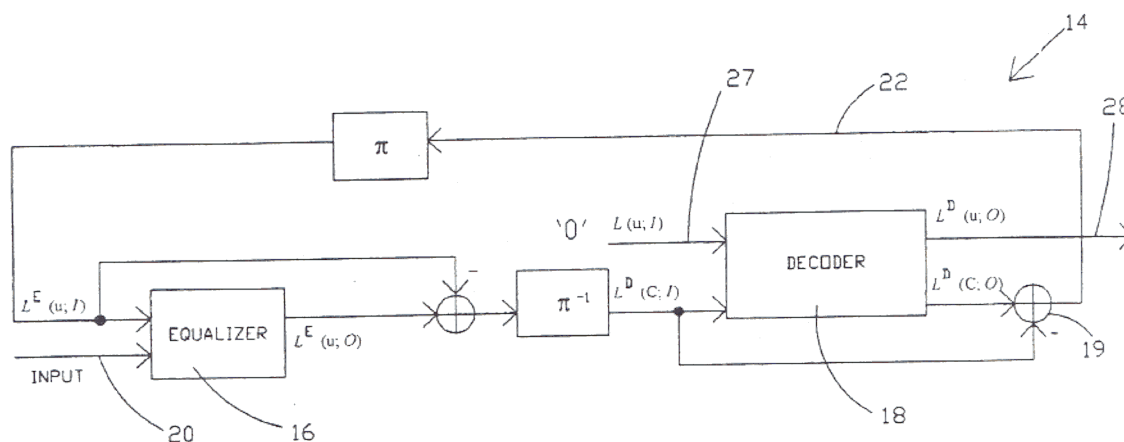 14
27
22
28
π
'0'
L (u; I)
L^D (u; O)
DECODER
L^E (u; I)
EQUALIZER
L^E (u; O)
π^-1
L^D (C; I)
L^D (C; O)
-
-
19
INPUT
20
16
18